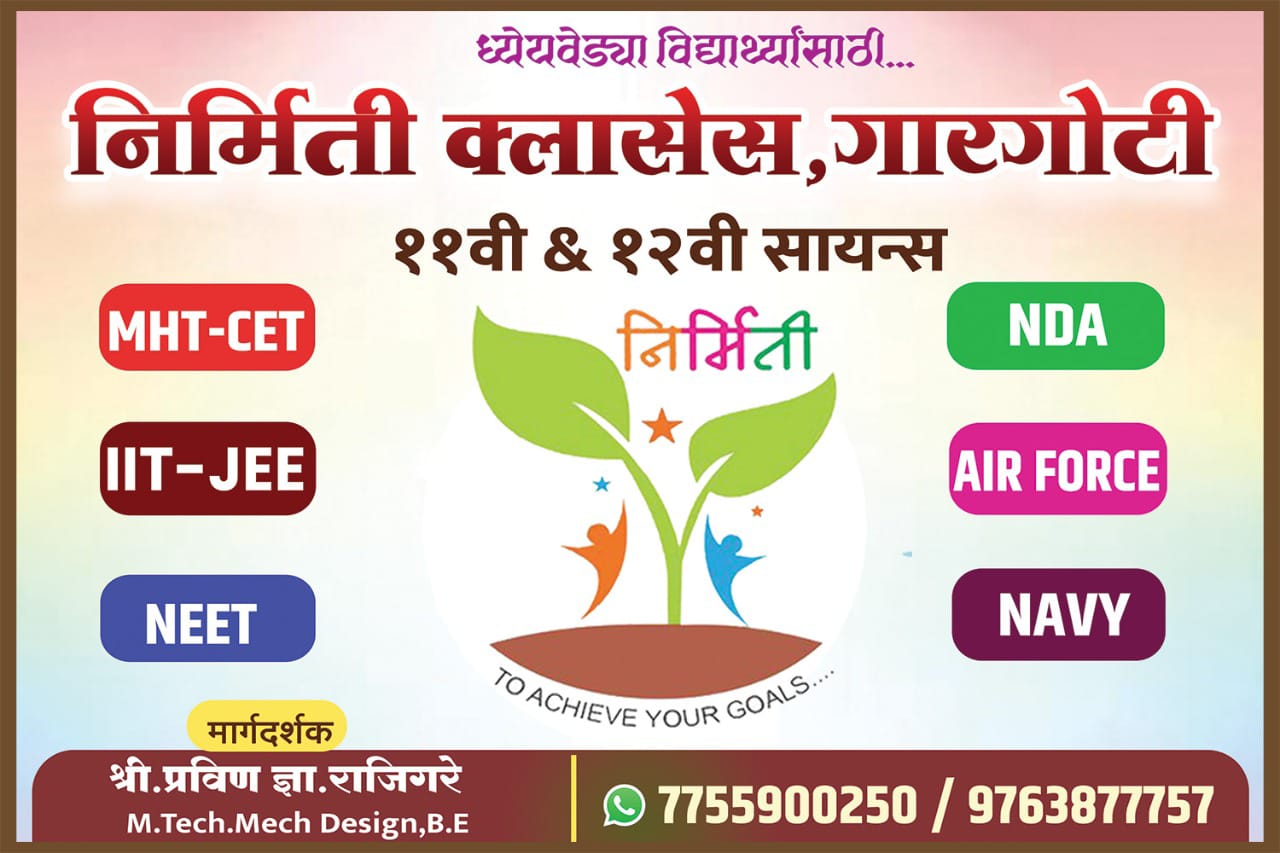 ध्येयवेड्या विद्यार्थ्यांसाठी...
निर्मिती क्लासेस,गारगोटी
११वी & १२वी सायन्स
MHT-CET
IIT-JEE
NEET
निर्मिती
TO ACHIEVE YOUR GOALS....
NDA
AIR FORCE
NAVY
मार्गदर्शक
श्री.प्रविण ज्ञा.राजिगरे
M.Tech.Mech Design,B.E
7755900250 / 9763877757